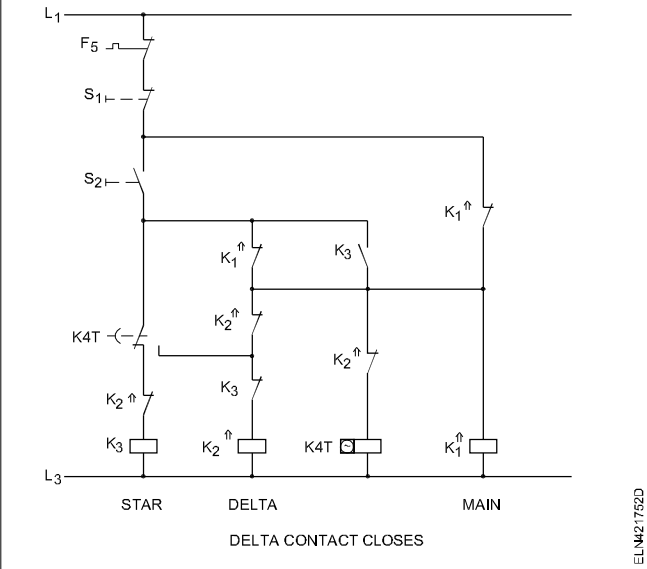 L1
F5
S1
S2
K1 ⇑
K1 ⇑
K3
K2 ⇑
K4T
K2 ⇑
K3
K2 ⇑
K3
K2 ⇑
K4T ~
K1 ⇑
L3
STAR DELTA MAIN
DELTA CONTACT CLOSES
ELN421752D